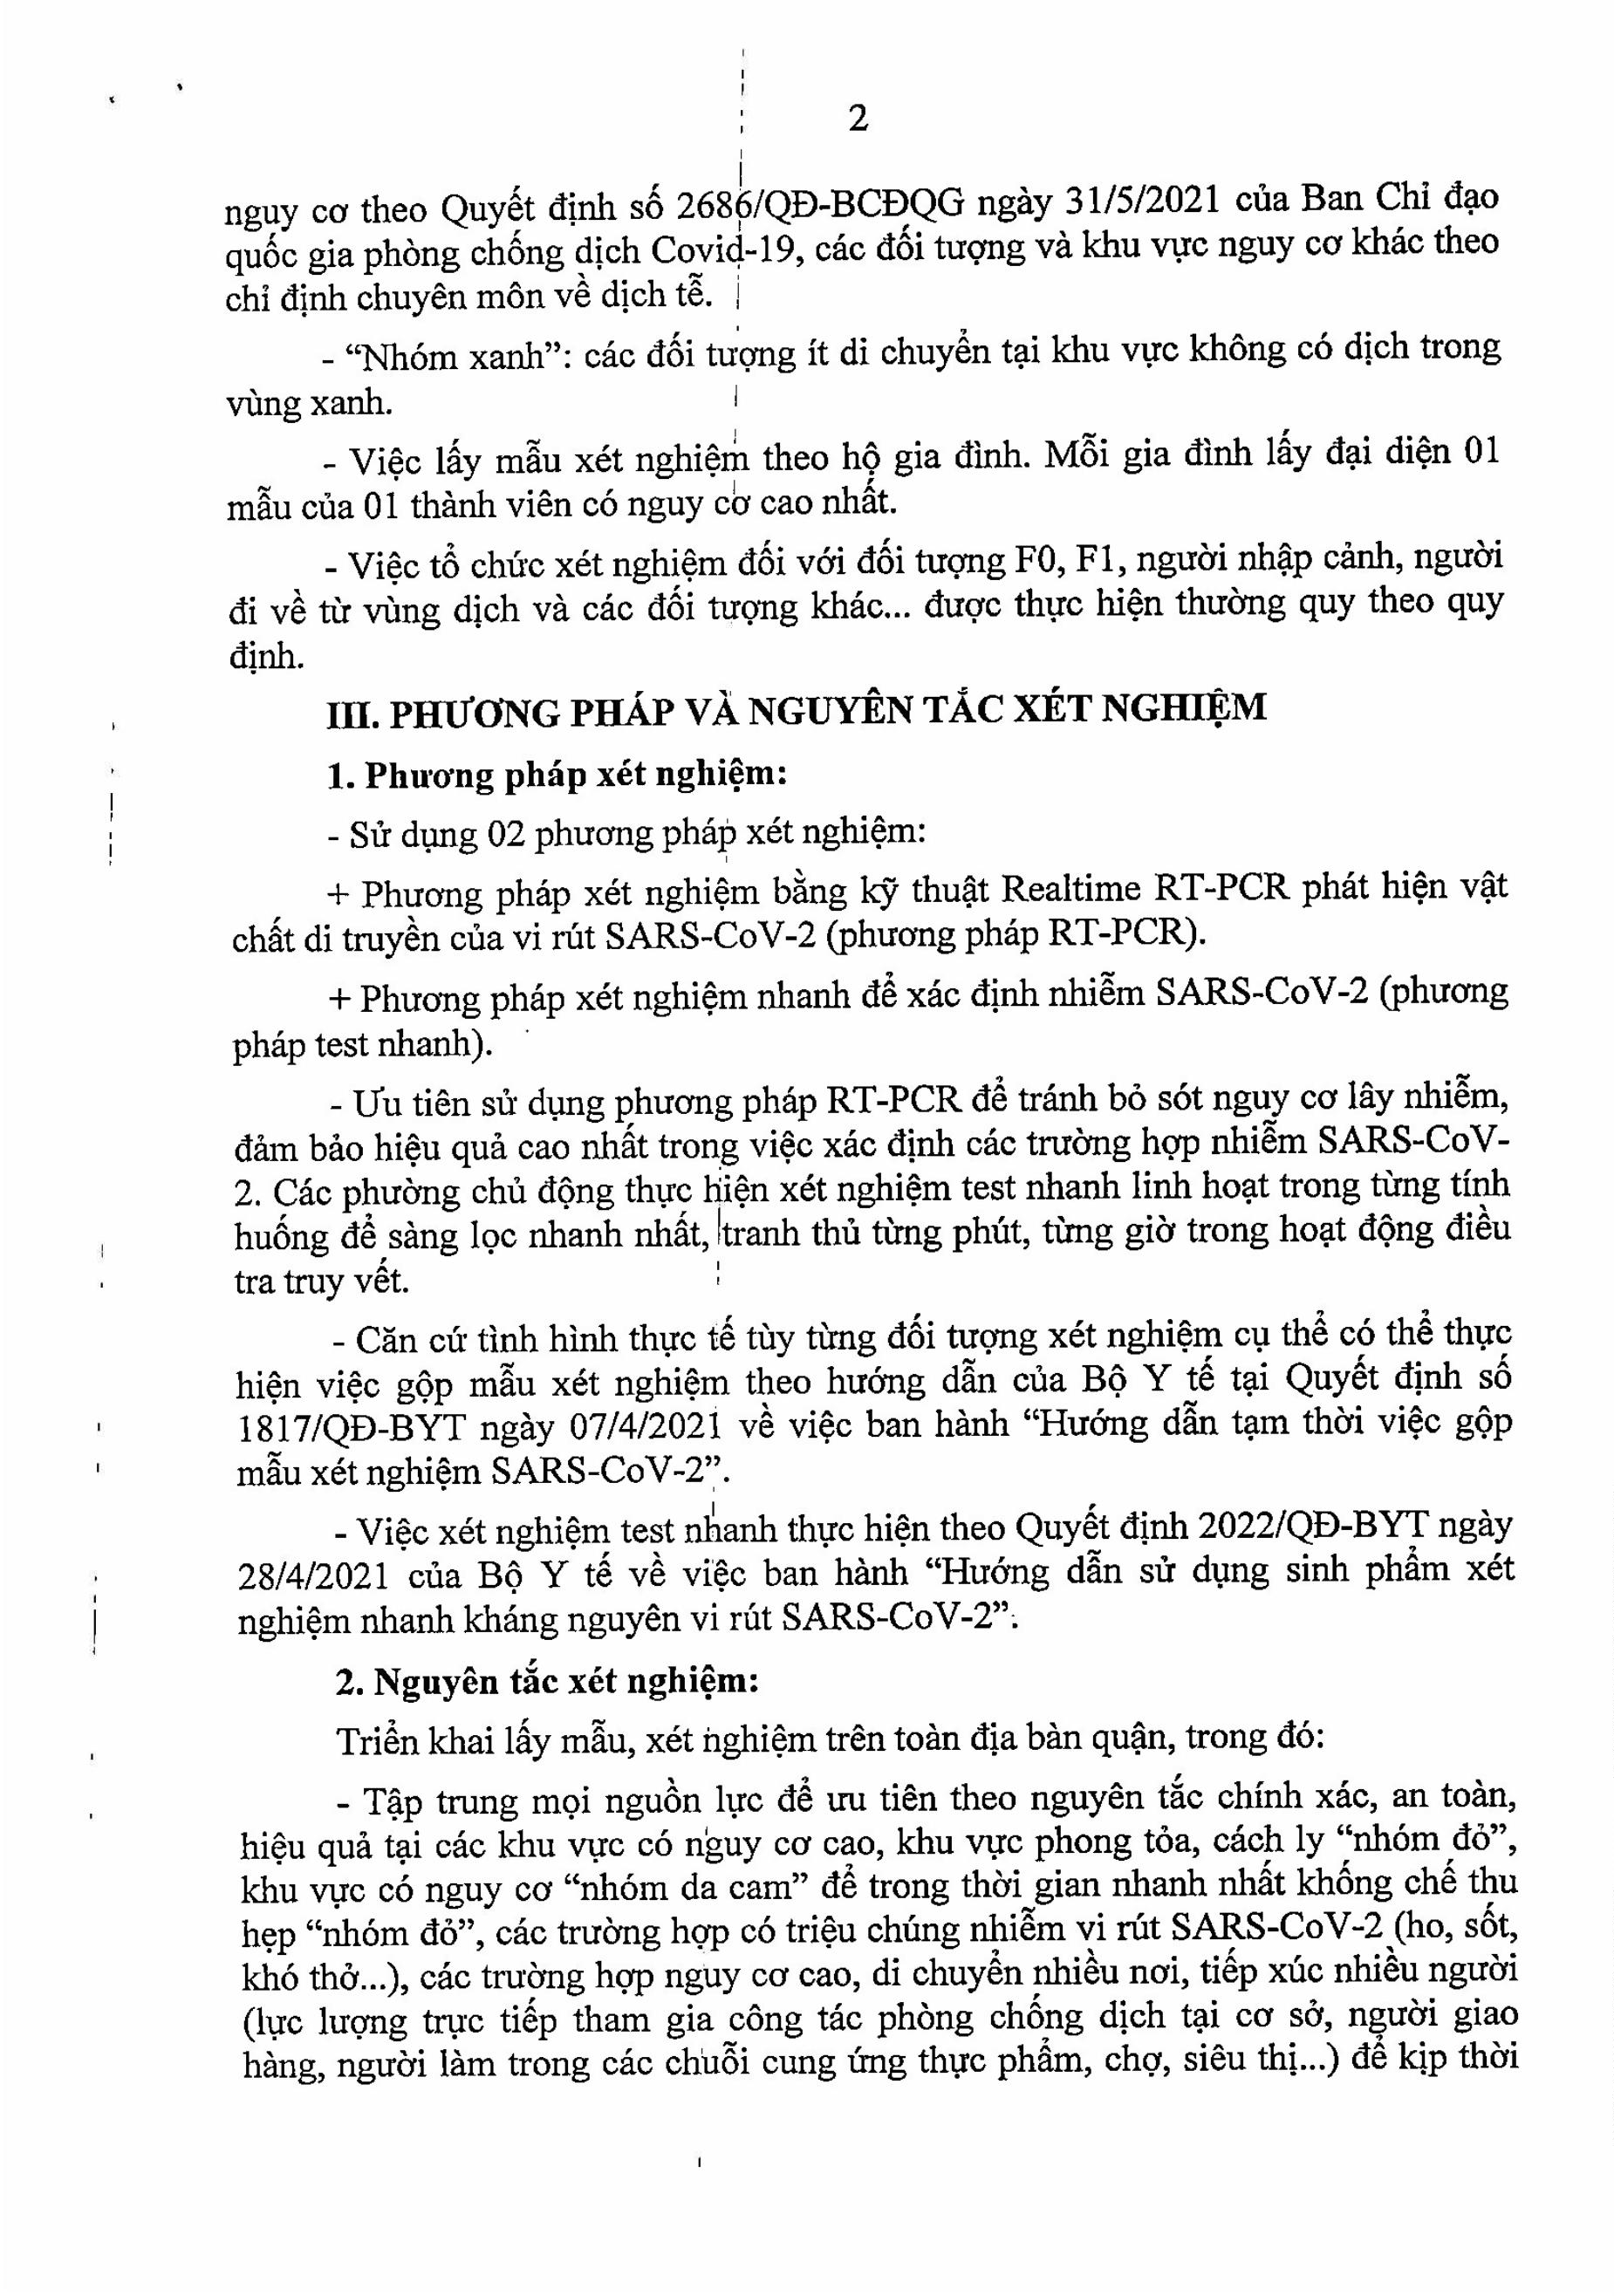 2
nguy cơ theo Quyết định số 2686/QĐ-BCĐQG ngày 31/5/2021 của Ban Chỉ đạo
quốc gia phòng chống dịch Covid-19, các đối tượng và khu vực nguy cơ khác theo
chỉ định chuyên môn về dịch tễ.
- “Nhóm xanh”: các đối tượng ít di chuyển tại khu vực không có dịch trong
vùng xanh.
- Việc lấy mẫu xét nghiệm theo hộ gia đình. Mỗi gia đình lấy đại diện 01
mẫu của 01 thành viên có nguy cơ cao nhất.
- Việc tổ chức xét nghiệm đối với đối tượng F0, F1, người nhập cảnh, người
đi về từ vùng dịch và các đối tượng khác... được thực hiện thường quy theo quy
định.
III. PHƯƠNG PHÁP VÀ NGUYÊN TẮC XÉT NGHIỆM
1. Phương pháp xét nghiệm:
- Sử dụng 02 phương pháp xét nghiệm:
+ Phương pháp xét nghiệm bằng kỹ thuật Realtime RT-PCR phát hiện vật
chất di truyền của vi rút SARS-CoV-2 (phương pháp RT-PCR).
+ Phương pháp xét nghiệm nhanh để xác định nhiễm SARS-CoV-2 (phương
pháp test nhanh).
- Ưu tiên sử dụng phương pháp RT-PCR để tránh bỏ sót nguy cơ lây nhiễm,
đảm bảo hiệu quả cao nhất trong việc xác định các trường hợp nhiễm SARS-CoV-
2. Các phường chủ động thực hiện xét nghiệm test nhanh linh hoạt trong từng tính
huống để sàng lọc nhanh nhất, tranh thủ từng phút, từng giờ trong hoạt động điều
tra truy vết.
- Căn cứ tình hình thực tế tùy từng đối tượng xét nghiệm cụ thể có thể thực
hiện việc gộp mẫu xét nghiệm theo hướng dẫn của Bộ Y tế tại Quyết định số
1817/QĐ-BYT ngày 07/4/2021 về việc ban hành “Hướng dẫn tạm thời việc gộp
mẫu xét nghiệm SARS-CoV-2”.
- Việc xét nghiệm test nhanh thực hiện theo Quyết định 2022/QĐ-BYT ngày
28/4/2021 của Bộ Y tế về việc ban hành “Hướng dẫn sử dụng sinh phẩm xét
nghiệm nhanh kháng nguyên vi rút SARS-CoV-2”.
2. Nguyên tắc xét nghiệm:
Triển khai lấy mẫu, xét nghiệm trên toàn địa bàn quận, trong đó:
- Tập trung mọi nguồn lực để ưu tiên theo nguyên tắc chính xác, an toàn,
hiệu quả tại các khu vực có nguy cơ cao, khu vực phong tỏa, cách ly “nhóm đỏ”,
khu vực có nguy cơ “nhóm da cam” để trong thời gian nhanh nhất khống chế thu
hẹp “nhóm đỏ”, các trường hợp có triệu chúng nhiễm vi rút SARS-CoV-2 (ho, sốt,
khó thở...), các trường hợp nguy cơ cao, di chuyển nhiều nơi, tiếp xúc nhiều người
(lực lượng trực tiếp tham gia công tác phòng chống dịch tại cơ sở, người giao
hàng, người làm trong các chuỗi cung ứng thực phẩm, chợ, siêu thị...) để kịp thời